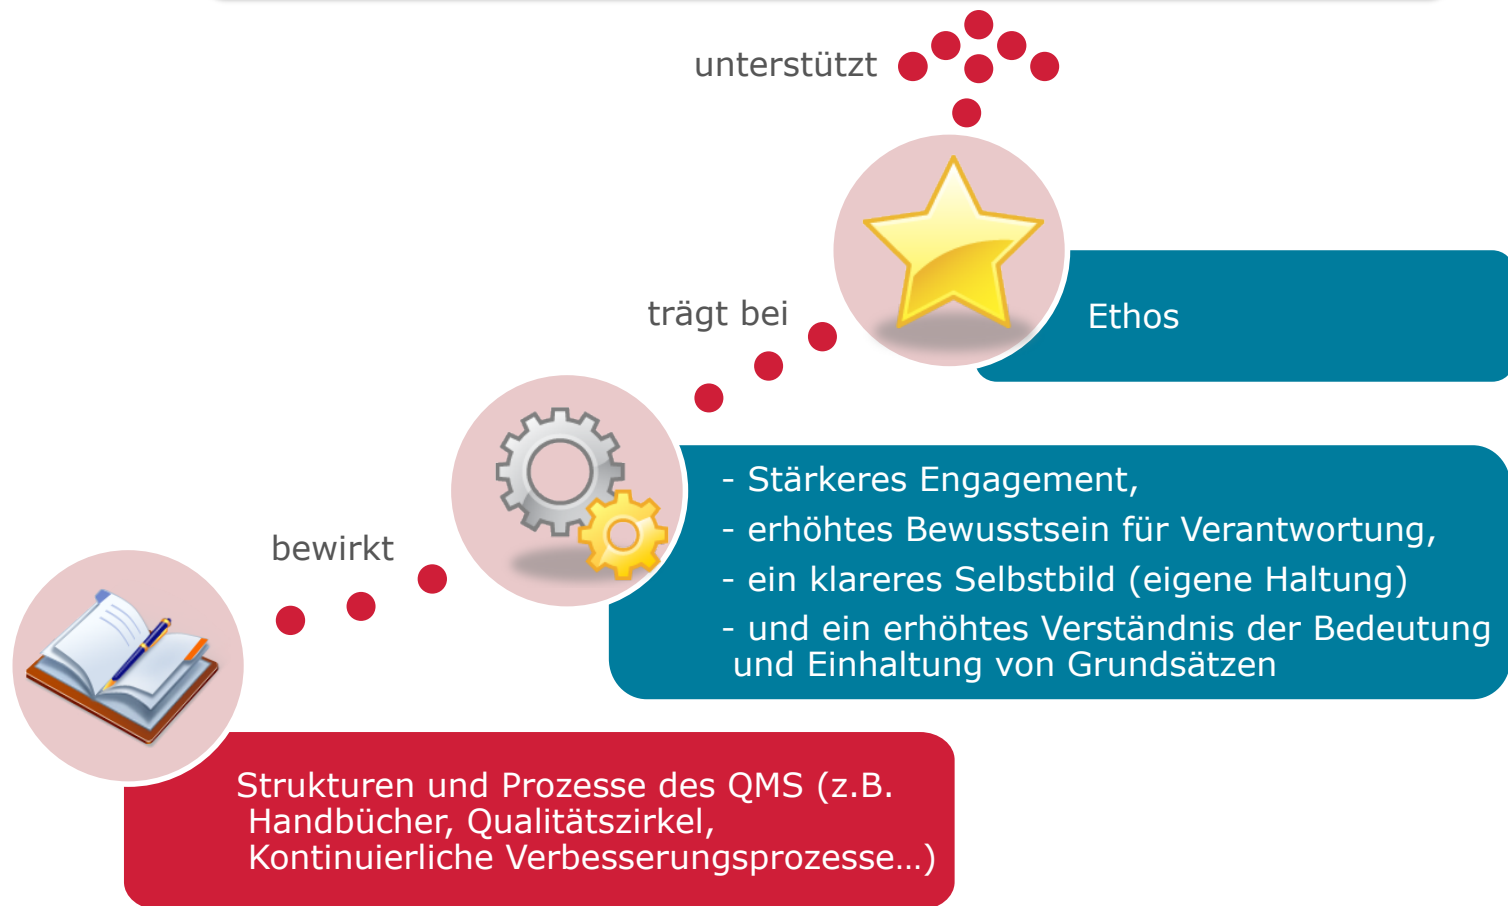 unterstützt
trägt bei
Ethos
- Stärkeres Engagement,
- erhöhtes Bewusstsein für Verantwortung,
- ein klareres Selbstbild (eigene Haltung)
- und ein erhöhtes Verständnis der Bedeutung
und Einhaltung von Grundsätzen
bewirkt
Strukturen und Prozesse des QMS (z.B.
Handbücher, Qualitätszirkel,
Kontinuierliche Verbesserungsprozesse…)